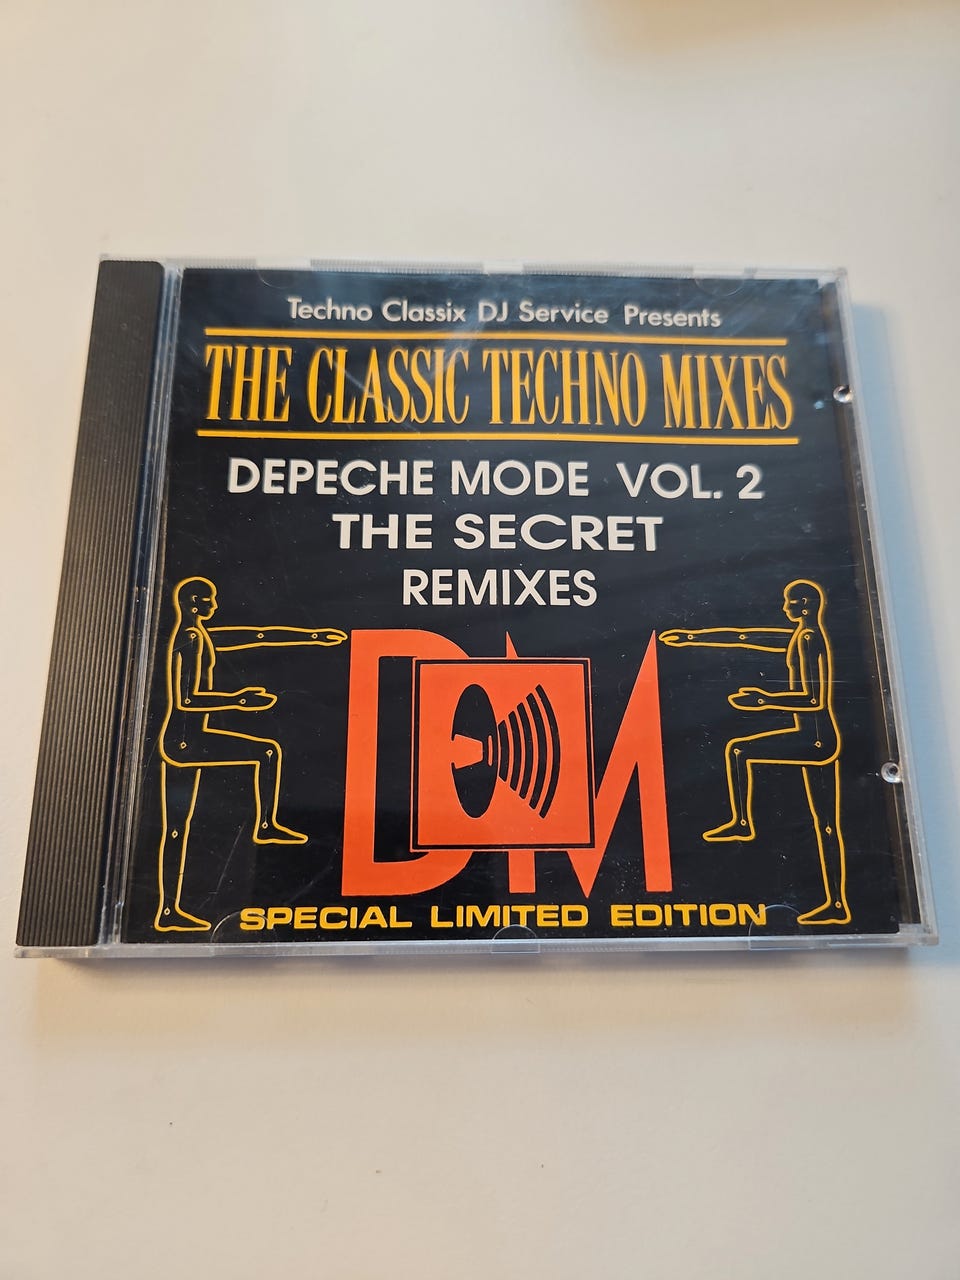 Techno Classix DJ Service Presents
THE CLASSIC TECHNO MIXES
DEPECHE MODE VOL. 2
THE SECRET
REMIXES
DM
SPECIAL LIMITED EDITION